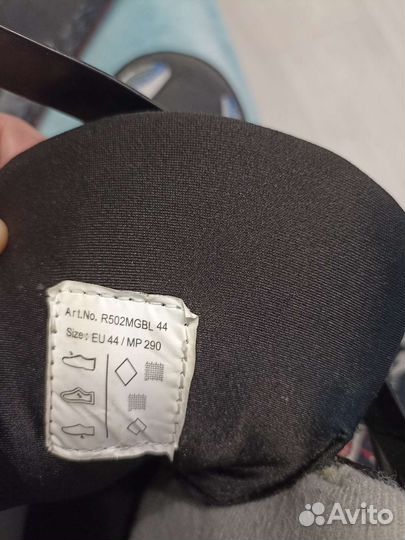 Art.No. R502MGBL 44
Size: EU 44 / MP 290
Avito